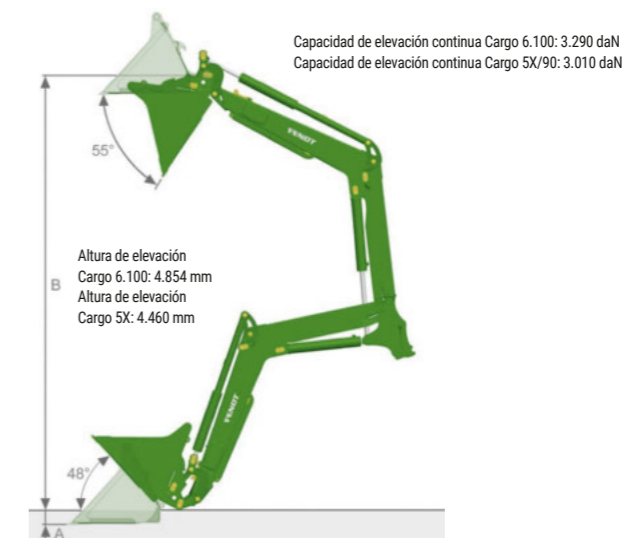 Capacidad de elevación continua Cargo 6.100: 3.290 daN
Capacidad de elevación continua Cargo 5X/90: 3.010 daN
FENDT
55°
Altura de elevación
Cargo 6.100: 4.854 mm
Altura de elevación
Cargo 5X: 4.460 mm
B
FENDT
48°
A